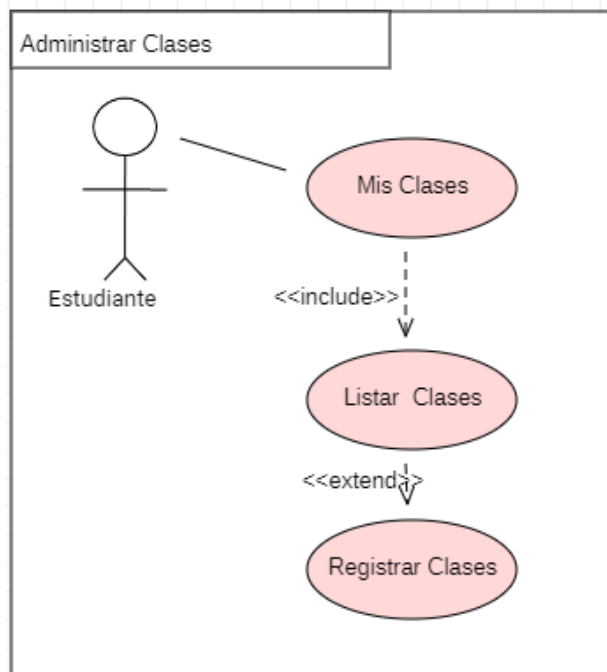 Administrar Clases
Mis Clases
Estudiante
<<include>>
Listar Clases
<<extend>>
Registrar Clases